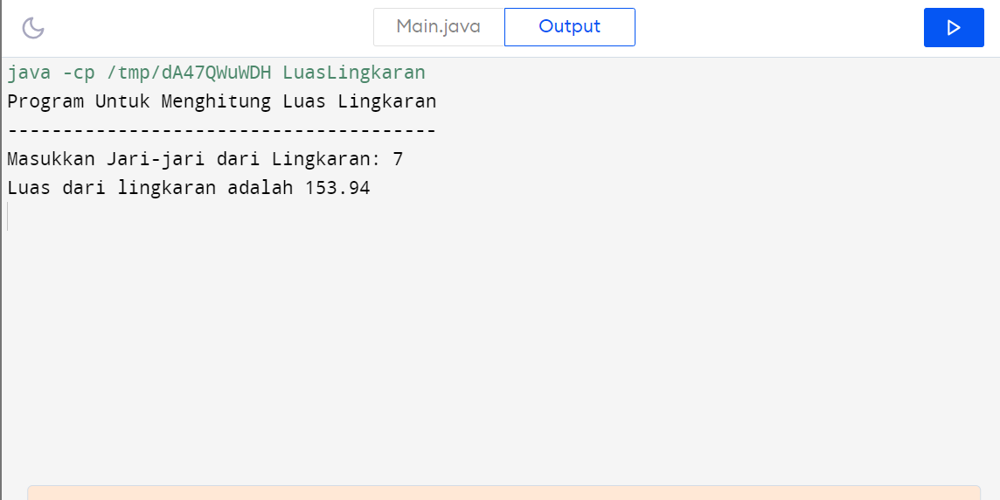 Main.java Output
java -cp /tmp/dA47QWuWDH LuasLingkaran
Program Untuk Menghitung Luas Lingkaran
---------------------------------------
Masukkan Jari-jari dari Lingkaran: 7
Luas dari lingkaran adalah 153.94